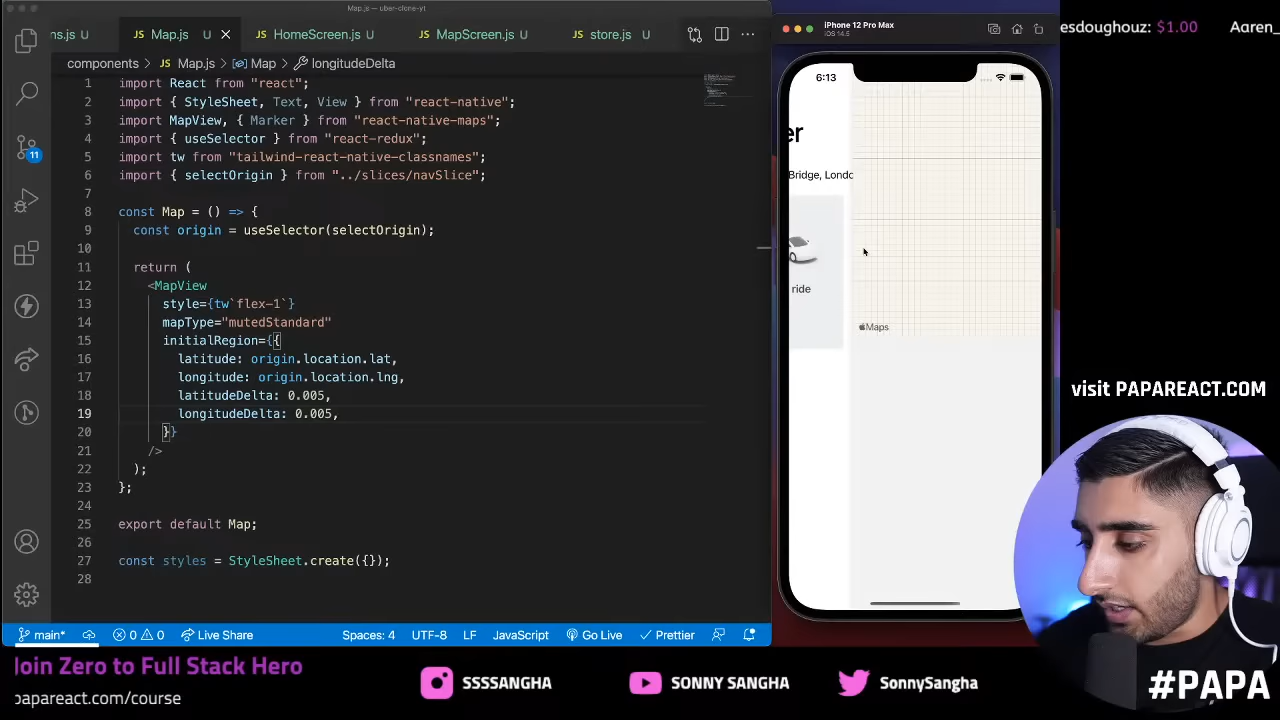 Map.js — uber-clone-yt
ns.js U
JS Map.js U ×
JS HomeScreen.js U
JS MapScreen.js U
JS store.js U
components > JS Map.js > Map > longitudeDelta
1 import React from "react";
2 import { StyleSheet, Text, View } from "react-native";
3 import MapView, { Marker } from "react-native-maps";
4 import { useSelector } from "react-redux";
5 import tw from "tailwind-react-native-classnames";
6 import { selectOrigin } from "../slices/navSlice";
7
8 const Map = () => {
9 const origin = useSelector(selectOrigin);
10
11 return (
12 <MapView
13 style={tw`flex-1`}
14 mapType="mutedStandard"
15 initialRegion={{
16 latitude: origin.location.lat,
17 longitude: origin.location.lng,
18 latitudeDelta: 0.005,
19 longitudeDelta: 0.005,
20 }}
21 />
22 );
23 };
24
25 export default Map;
26
27 const styles = StyleSheet.create({});
28
11
main* 0 0 Live Share Spaces: 4 UTF-8 LF JavaScript Go Live Prettier
iPhone 12 Pro Max
iOS 14.5
6:13
er
Bridge, Londo
ride
Maps
esdoughouz: $1.00 Aaren_
visit PAPAREACT.COM
Join Zero to Full Stack Hero
papareact.com/course
SSSSANGHA
SONNY SANGHA
SonnySangha
#PAPA